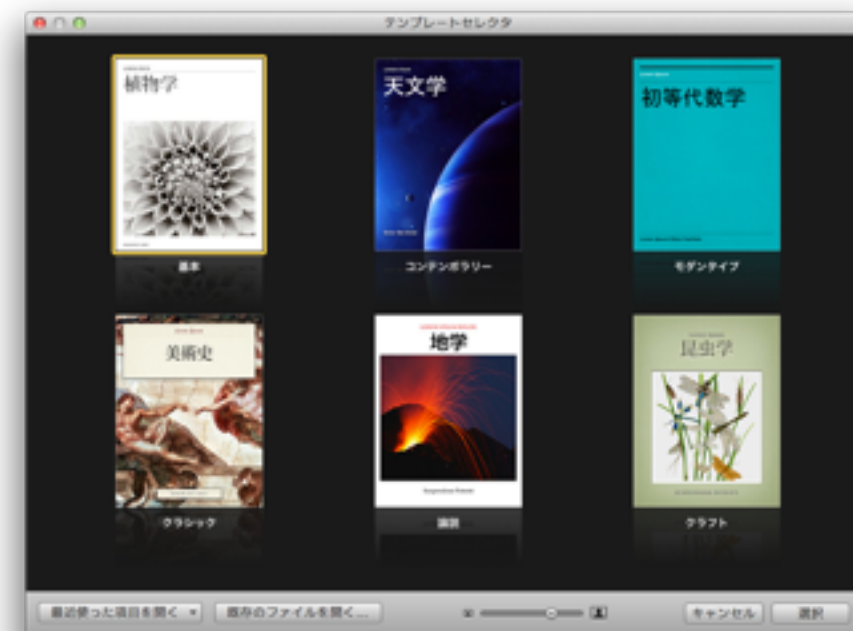 テンプレートセレクタ
植物学
天文学
初等代数学
基本
コンテンポラリー
モダンタイプ
美術史
地学
昆虫学
クラシック
論説
クラフト
最近使った項目を開く
既存のファイルを開く...
キャンセル
選択